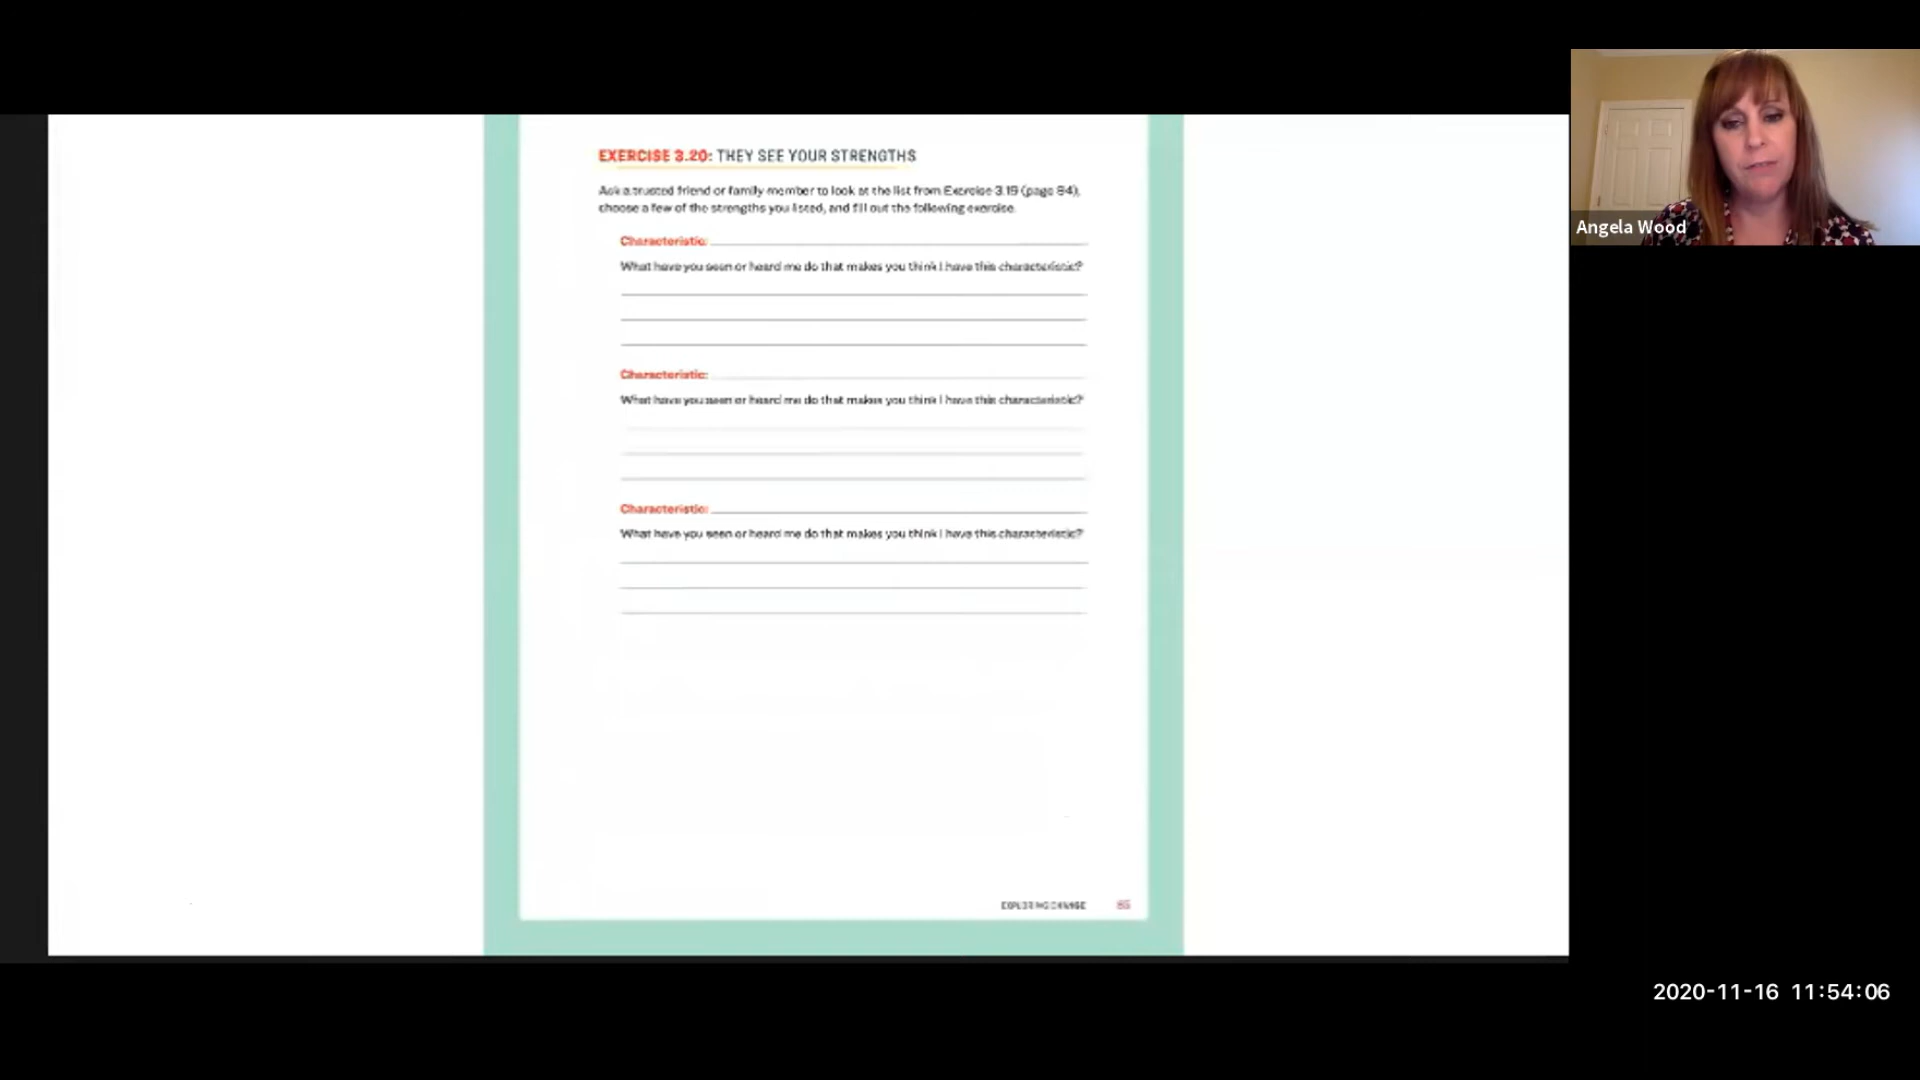 EXERCISE 3.20: THEY SEE YOUR STRENGTHS
Ask a trusted friend or family member to look at the list from Exercise 3.19 (page 84),
choose a few of the strengths you listed, and fill out the following exercise.
Characteristic:
What have you seen or heard me do that makes you think I have this characteristic?
Characteristic:
What have you seen or heard me do that makes you think I have this characteristic?
Characteristic:
What have you seen or heard me do that makes you think I have this characteristic?
EXPLORING CHANGE 85
Angela Wood
2020-11-16 11:54:06